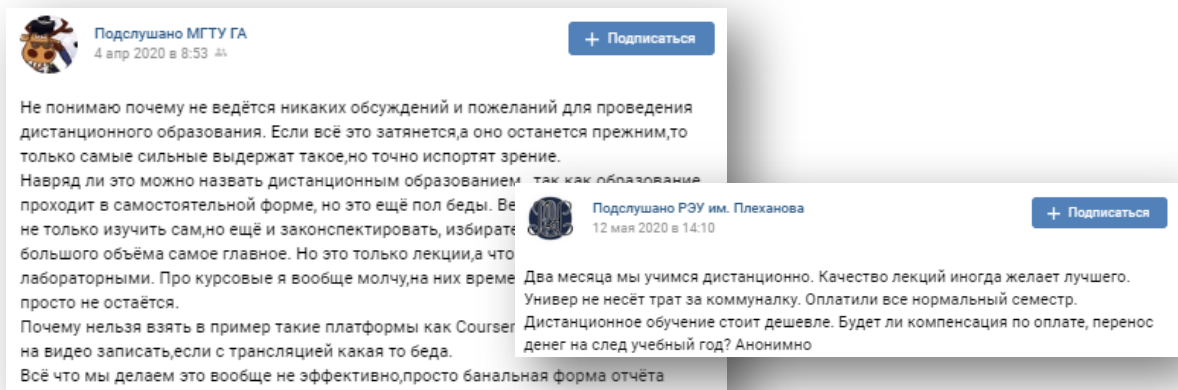 Подслушано МГТУ ГА
4 апр 2020 в 8:53
+ Подписаться
Не понимаю почему не ведётся никаких обсуждений и пожеланий для проведения
дистанционного образования. Если всё это затянется,а оно останется прежним,то
только самые сильные выдержат такое,но точно испортят зрение.
Навряд ли это можно назвать дистанционным образованием так как образование
проходит в самостоятельной форме, но это ещё пол беды.
не только изучить сам,но ещё и законспектировать,
большого объёма самое главное. Но это только лекции,а что
лабораторными. Про курсовые я вообще молчу,на них
просто не остаётся.
Почему нельзя взять в пример такие платформы как
на видео записать,если с трансляцией какая то беда.
Всё что мы делаем это вообще не эффективно,просто банальная форма отчёта
Подслушано РЭУ им. Плеханова
12 мая 2020 в 14:10
+ Подписаться
Два месяца мы учимся дистанционно. Качество лекций иногда желает лучшего.
Универ не несёт трат за коммуналку. Оплатили все нормальный семестр.
Дистанционное обучение стоит дешевле. Будет ли компенсация по оплате, перенос
денег на след учебный год? Анонимно